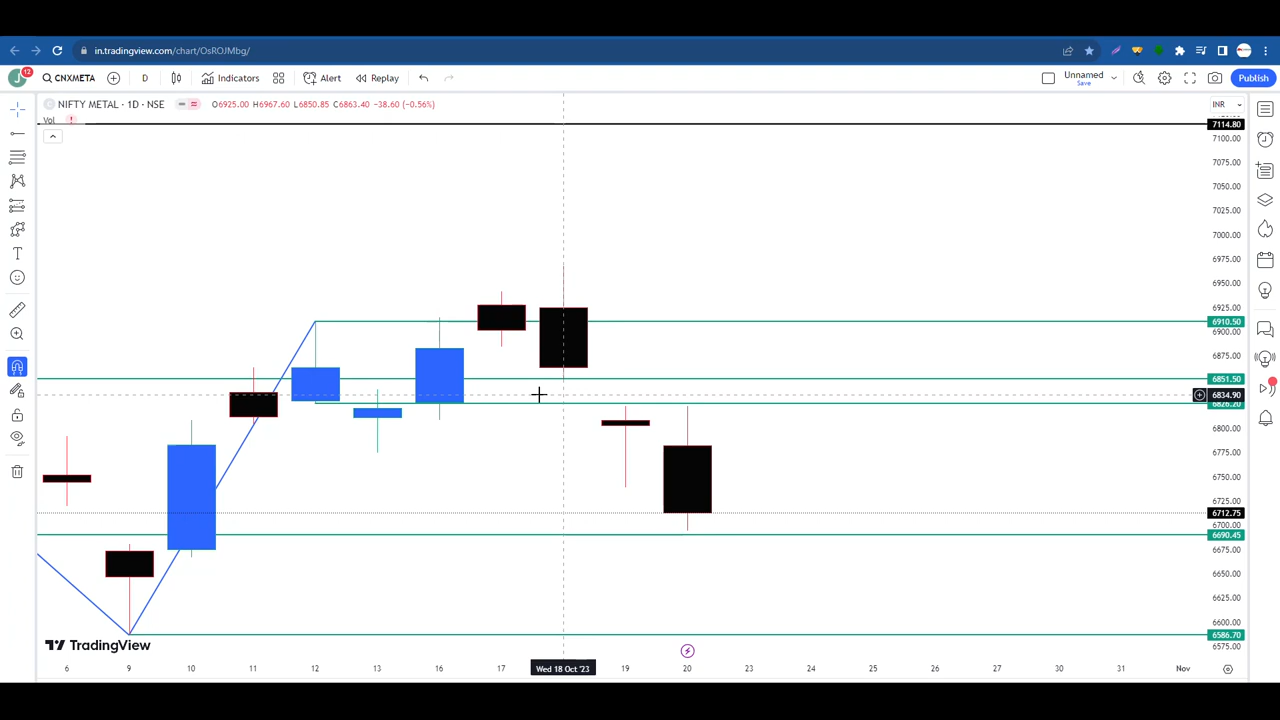 in.tradingview.com/chart/OsROJMbg/
J
12
CNXMETA
D
Indicators
Alert
Replay
Unnamed
Save
Publish
NIFTY METAL · 1D · NSE
O6925.00 H6967.60 L6850.85 C6863.40 -38.60 (-0.56%)
INR
Vol
!
7114.80
7100.00
7075.00
7050.00
7025.00
7000.00
6975.00
6950.00
6925.00
6910.50
6900.00
6875.00
6851.50
6834.90
6826.20
6800.00
6775.00
6750.00
6725.00
6712.75
6700.00
6690.45
6675.00
6650.00
6625.00
6600.00
6586.70
6575.00
TradingView
6 9 10 11 12 13 16 17 Wed 18 Oct '23 19 20 23 24 25 26 27 30 31 Nov